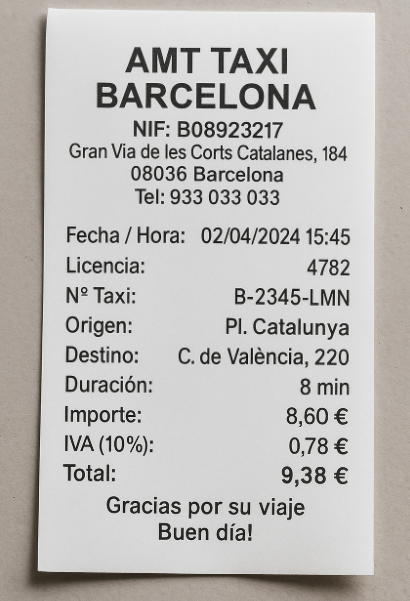 AMT TAXI
BARCELONA
NIF: B08923217
Gran Via de les Corts Catalanes, 184
08036 Barcelona
Tel: 933 033 033
Fecha / Hora: 02/04/2024 15:45
Licencia: 4782
Nº Taxi: B-2345-LMN
Origen: Pl. Catalunya
Destino: C. de València, 220
Duración: 8 min
Importe: 8,60 €
IVA (10%): 0,78 €
Total: 9,38 €
Gracias por su viaje
Buen día!